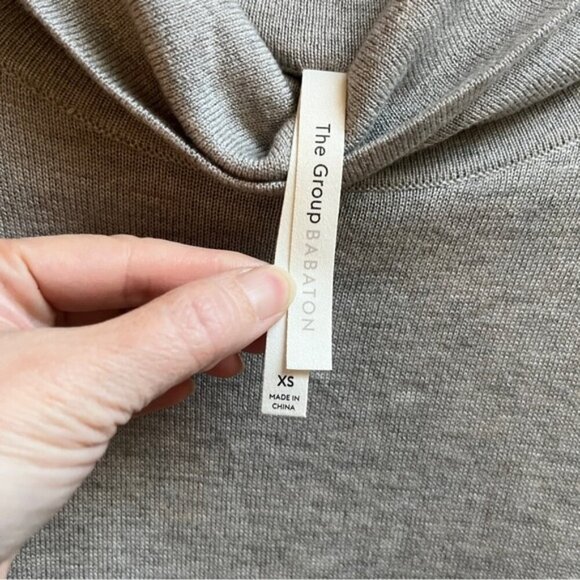 The Group BABATON
XS
MADE IN
CHINA